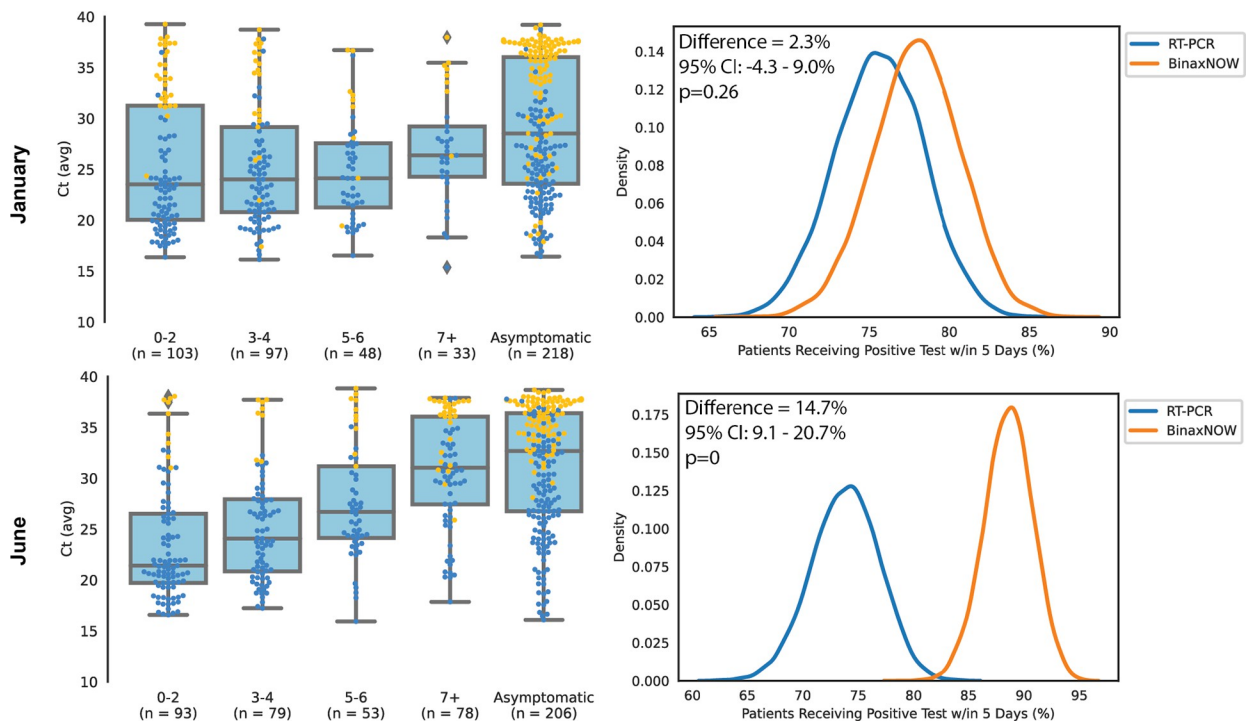 January
Ct (avg)
40
35
30
25
20
15
10
0-2 3-4 5-6 7+ Asymptomatic
(n = 103) (n = 97) (n = 48) (n = 33) (n = 218)
Difference = 2.3%
95% CI: -4.3 - 9.0%
p=0.26
RT-PCR
BinaxNOW
Density
0.14
0.12
0.10
0.08
0.06
0.04
0.02
0.00
65 70 75 80 85 90
Patients Receiving Positive Test w/in 5 Days (%)
June
Ct (avg)
40
35
30
25
20
15
10
0-2 3-4 5-6 7+ Asymptomatic
(n = 93) (n = 79) (n = 53) (n = 78) (n = 206)
Difference = 14.7%
95% CI: 9.1 - 20.7%
p=0
RT-PCR
BinaxNOW
Density
0.175
0.150
0.125
0.100
0.075
0.050
0.025
0.000
60 65 70 75 80 85 90 95
Patients Receiving Positive Test w/in 5 Days (%)